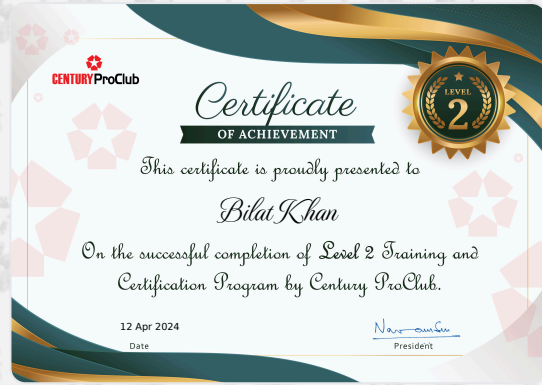 CENTURY ProClub
LEVEL
2
Certificate
OF ACHIEVEMENT
This certificate is proudly presented to
Bilat Khan
On the successful completion of Level 2 Training and
Certification Program by Century ProClub.
12 Apr 2024
Date
President